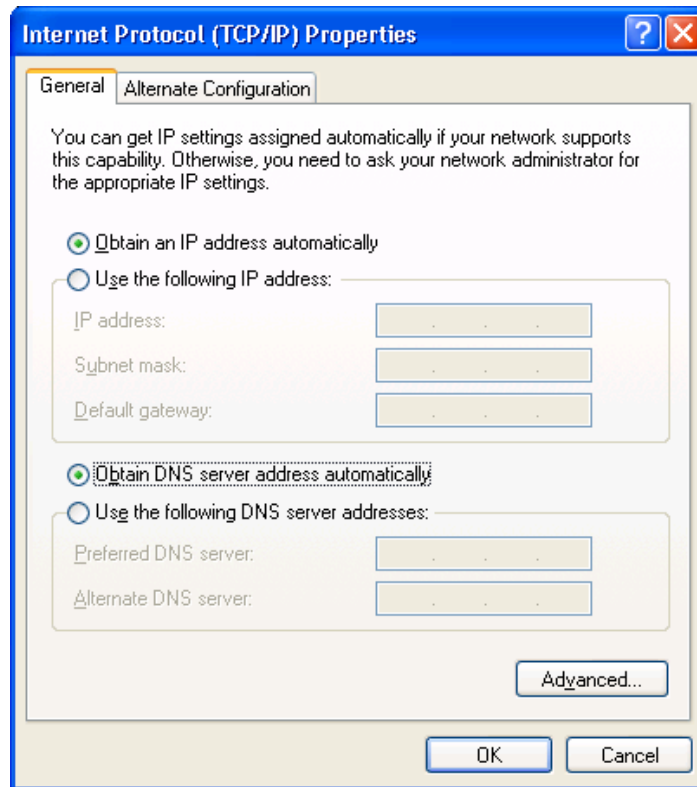 Internet Protocol (TCP/IP) Properties
General
Alternate Configuration
You can get IP settings assigned automatically if your network supports
this capability. Otherwise, you need to ask your network administrator for
the appropriate IP settings.
Obtain an IP address automatically
Use the following IP address:
IP address:
Subnet mask:
Default gateway:
Obtain DNS server address automatically
Use the following DNS server addresses:
Preferred DNS server:
Alternate DNS server:
Advanced...
OK
Cancel